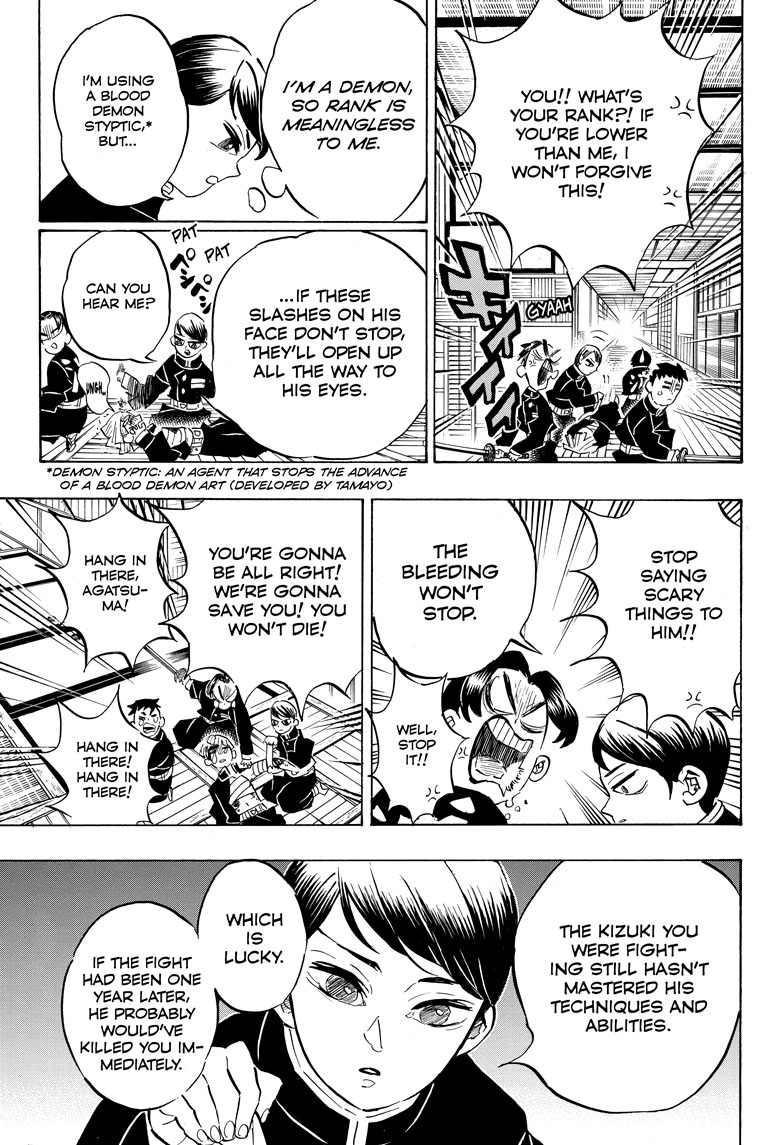 YOU!! WHAT'S
YOUR RANK?! IF
YOU'RE LOWER
THAN ME, I
WON'T FORGIVE
THIS!
ギイイイ
GYAAH
I'M A DEMON,
SO RANK IS
MEANINGLESS
TO ME.
I'M USING
A BLOOD
DEMON
STYPTIC,*
BUT...
...IF THESE
SLASHES ON HIS
FACE DON'T STOP,
THEY'LL OPEN UP
ALL THE WAY TO
HIS EYES.
PAT
PAT
CAN YOU
HEAR ME?
UNGH..
*DEMON STYPTIC: AN AGENT THAT STOPS THE ADVANCE
OF A BLOOD DEMON ART (DEVELOPED BY TAMAYO)
STOP
SAYING
SCARY
THINGS TO
HIM!!
THE
BLEEDING
WON'T
STOP.
WELL,
STOP
IT!!
YOU'RE GONNA
BE ALL RIGHT!
WE'RE GONNA
SAVE YOU! YOU
WON'T DIE!
HANG IN
THERE,
AGATSU-
MA!
HANG IN
THERE!
HANG IN
THERE!
THE KIZUKI YOU
WERE FIGHT-
ING STILL HASN'T
MASTERED HIS
TECHNIQUES AND
ABILITIES.
WHICH
IS
LUCKY.
IF THE FIGHT
HAD BEEN ONE
YEAR LATER,
HE PROBABLY
WOULD'VE
KILLED YOU IM-
MEDIATELY.